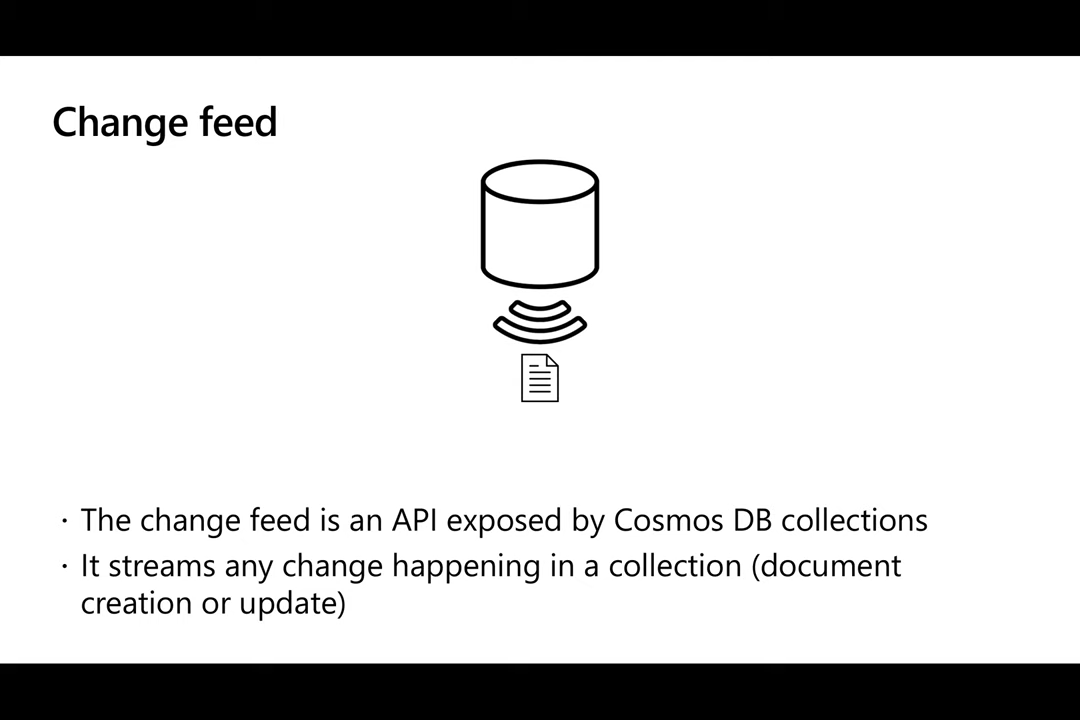 Change feed
· The change feed is an API exposed by Cosmos DB collections
· It streams any change happening in a collection (document
creation or update)